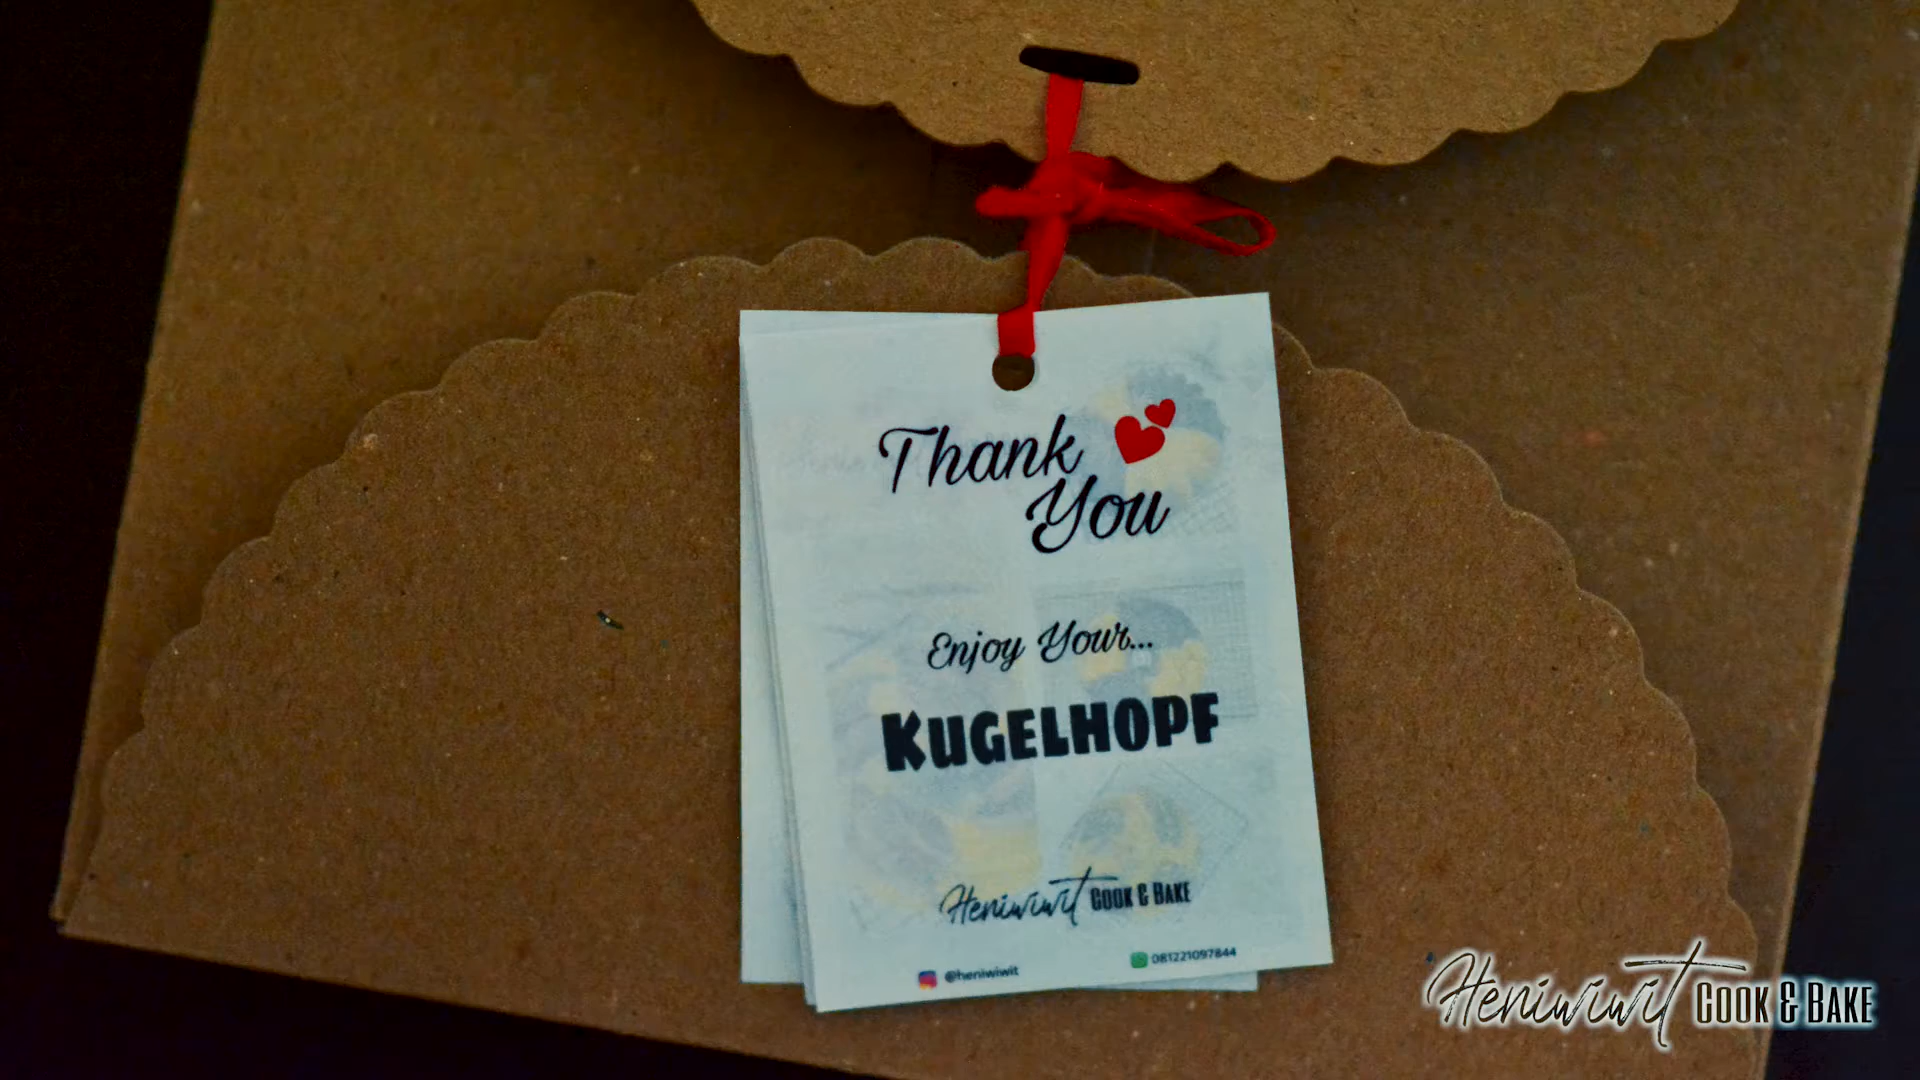 Thank
You
Enjoy Your...
KUGELHOPF
Heniwiwit COOK & BAKE
@heniwiwit
081221097844
Heniwiwit COOK & BAKE